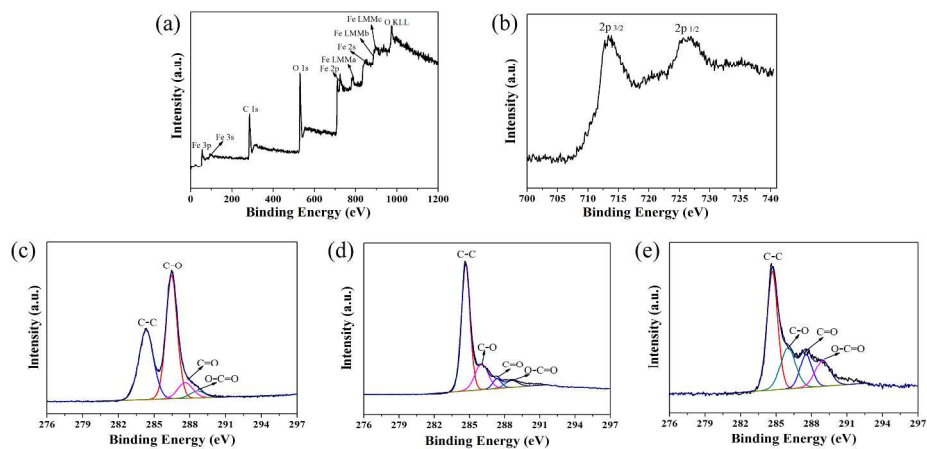 (a)
Intensity (a.u.)
Fe 3p
Fe 3s
C 1s
O 1s
Fe 2p
Fe LMMa
Fe 2s
Fe LMMb
Fe LMMc
O KLL
0 200 400 600 800 1000 1200
Binding Energy (eV)
(b)
Intensity (a.u.)
2p 3/2
2p 1/2
700 705 710 715 720 725 730 735 740
Binding Energy (eV)
(c)
Intensity (a.u.)
C-C
C-O
C=O
O-C=O
276 279 282 285 288 291 294 297
Binding Energy (eV)
(d)
Intensity (a.u.)
C-C
C-O
C=O
O-C=O
276 279 282 285 288 291 294 297
Binding Energy (eV)
(e)
Intensity (a.u.)
C-C
C-O
C=O
O-C=O
276 279 282 285 288 291 294 297
Binding Energy (eV)